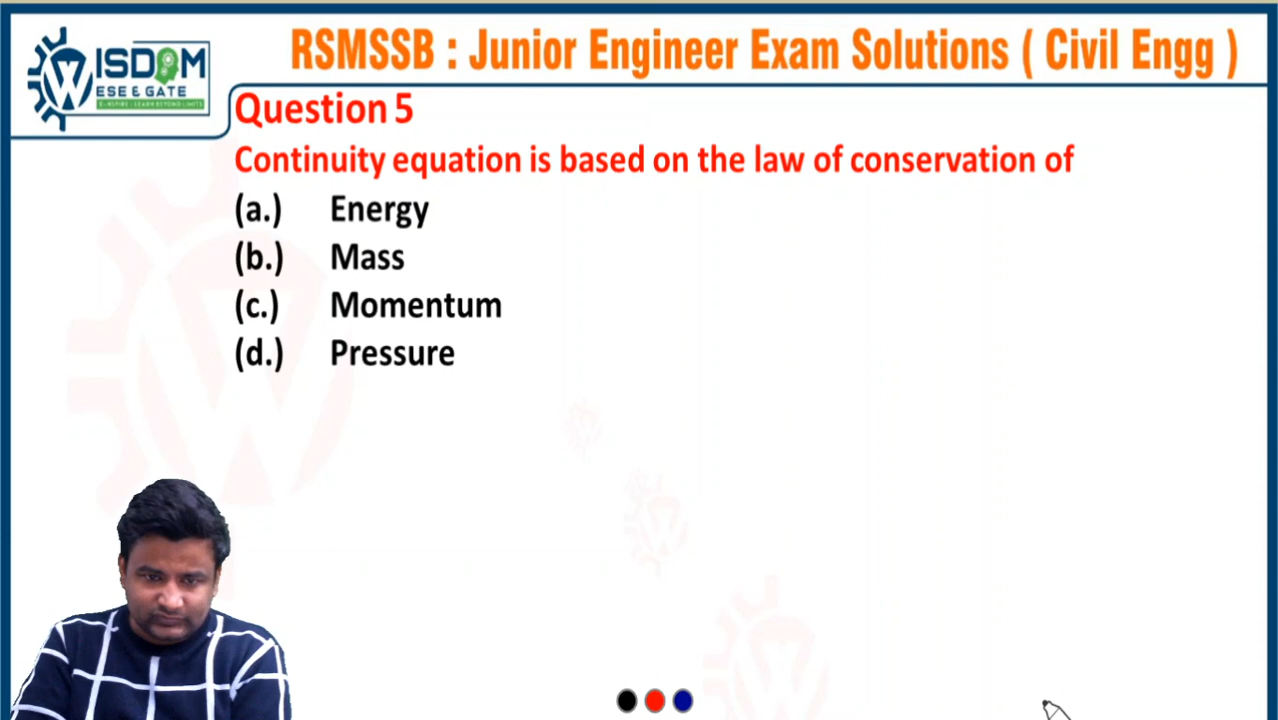 WISDOM
ESE & GATE
RSMSSB : Junior Engineer Exam Solutions ( Civil Engg )
Question 5
Continuity equation is based on the law of conservation of
(a.) Energy
(b.) Mass
(c.) Momentum
(d.) Pressure